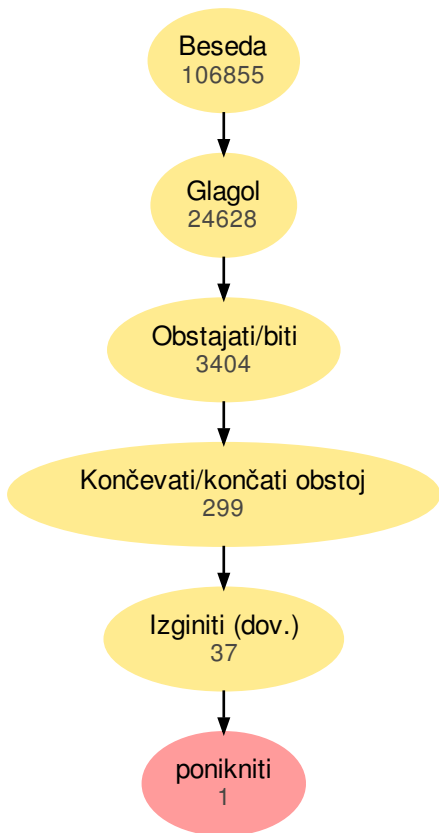 Beseda
106855
Glagol
24628
Obstajati/biti
3404
Končevati/končati obstoj
299
Izginiti (dov.)
37
ponikniti
1